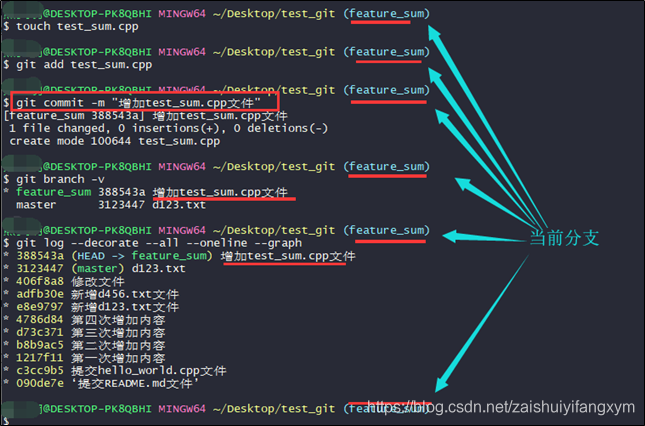 @DESKTOP-PK8QBHI MINGW64 ~/Desktop/test_git (feature_sum)
$ touch test_sum.cpp
@DESKTOP-PK8QBHI MINGW64 ~/Desktop/test_git (feature_sum)
$ git add test_sum.cpp
@DESKTOP-PK8QBHI MINGW64 ~/Desktop/test_git (feature_sum)
$ git commit -m "增加test_sum.cpp文件"
[feature_sum 388543a] 增加test_sum.cpp文件
1 file changed, 0 insertions(+), 0 deletions(-)
create mode 100644 test_sum.cpp
@DESKTOP-PK8QBHI MINGW64 ~/Desktop/test_git (feature_sum)
$ git branch -v
* feature_sum 388543a 增加test_sum.cpp文件
master 3123447 d123.txt
@DESKTOP-PK8QBHI MINGW64 ~/Desktop/test_git (feature_sum)
当前分支
$ git log --decorate --all --oneline --graph
* 388543a (HEAD -> feature_sum) 增加test_sum.cpp文件
* 3123447 (master) d123.txt
* 406f8a8 修改文件
* adfb30e 新增d456.txt文件
* e8e9797 新增d123.txt文件
* 4786d84 第四次增加内容
* d73c371 第三次增加内容
* b8b9ac5 第二次增加内容
* 1217f11 第一次增加内容
* c3cc9b5 提交hello_world.cpp文件
* 090de7e ‘提交README.md文件’
@DESKTOP-PK8QBHI MINGW64 ~/Desktop/test_git (feature_sum)
https://blog.csdn.net/zaishuiyifangxym
$